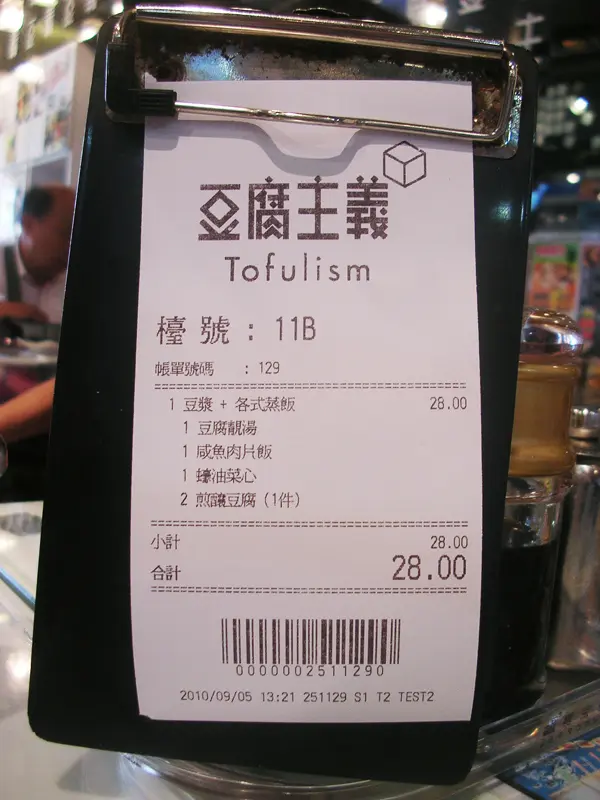 豆腐主義
Tofulism
檯號：11B
帳單號碼 ：129
1 豆漿 + 各式蒸飯 28.00
1 豆腐靚湯
1 咸魚肉片飯
1 蠔油菜心
2 煎釀豆腐 (1件)
小計 28.00
合計 28.00
0000002511290
2010/09/05 13:21 251129 S1 T2 TEST2